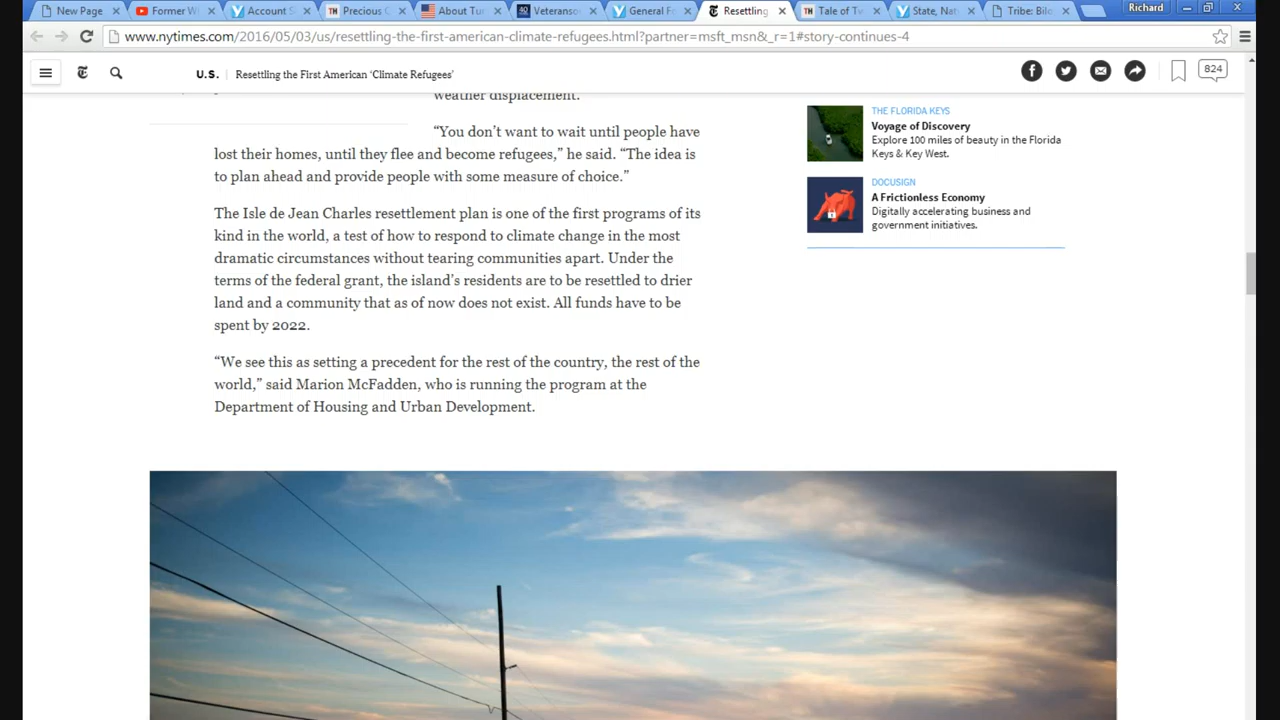 New Page
Former W
Account S
Precious C
About Tu
Veterans
General Fo
Resettling
Tale of Tw
State, Nat
Tribe: Bilo
Richard
www.nytimes.com/2016/05/03/us/resettling-the-first-american-climate-refugees.html?partner=msft_msn&_r=1#story-continues-4
U.S. | Resettling the First American ‘Climate Refugees’
824
weather displacement.
“You don’t want to wait until people have
lost their homes, until they flee and become refugees,” he said. “The idea is
to plan ahead and provide people with some measure of choice.”
The Isle de Jean Charles resettlement plan is one of the first programs of its
kind in the world, a test of how to respond to climate change in the most
dramatic circumstances without tearing communities apart. Under the
terms of the federal grant, the island’s residents are to be resettled to drier
land and a community that as of now does not exist. All funds have to be
spent by 2022.
“We see this as setting a precedent for the rest of the country, the rest of the
world,” said Marion McFadden, who is running the program at the
Department of Housing and Urban Development.
THE FLORIDA KEYS
Voyage of Discovery
Explore 100 miles of beauty in the Florida
Keys & Key West.
DOCUSIGN
A Frictionless Economy
Digitally accelerating business and
government initiatives.